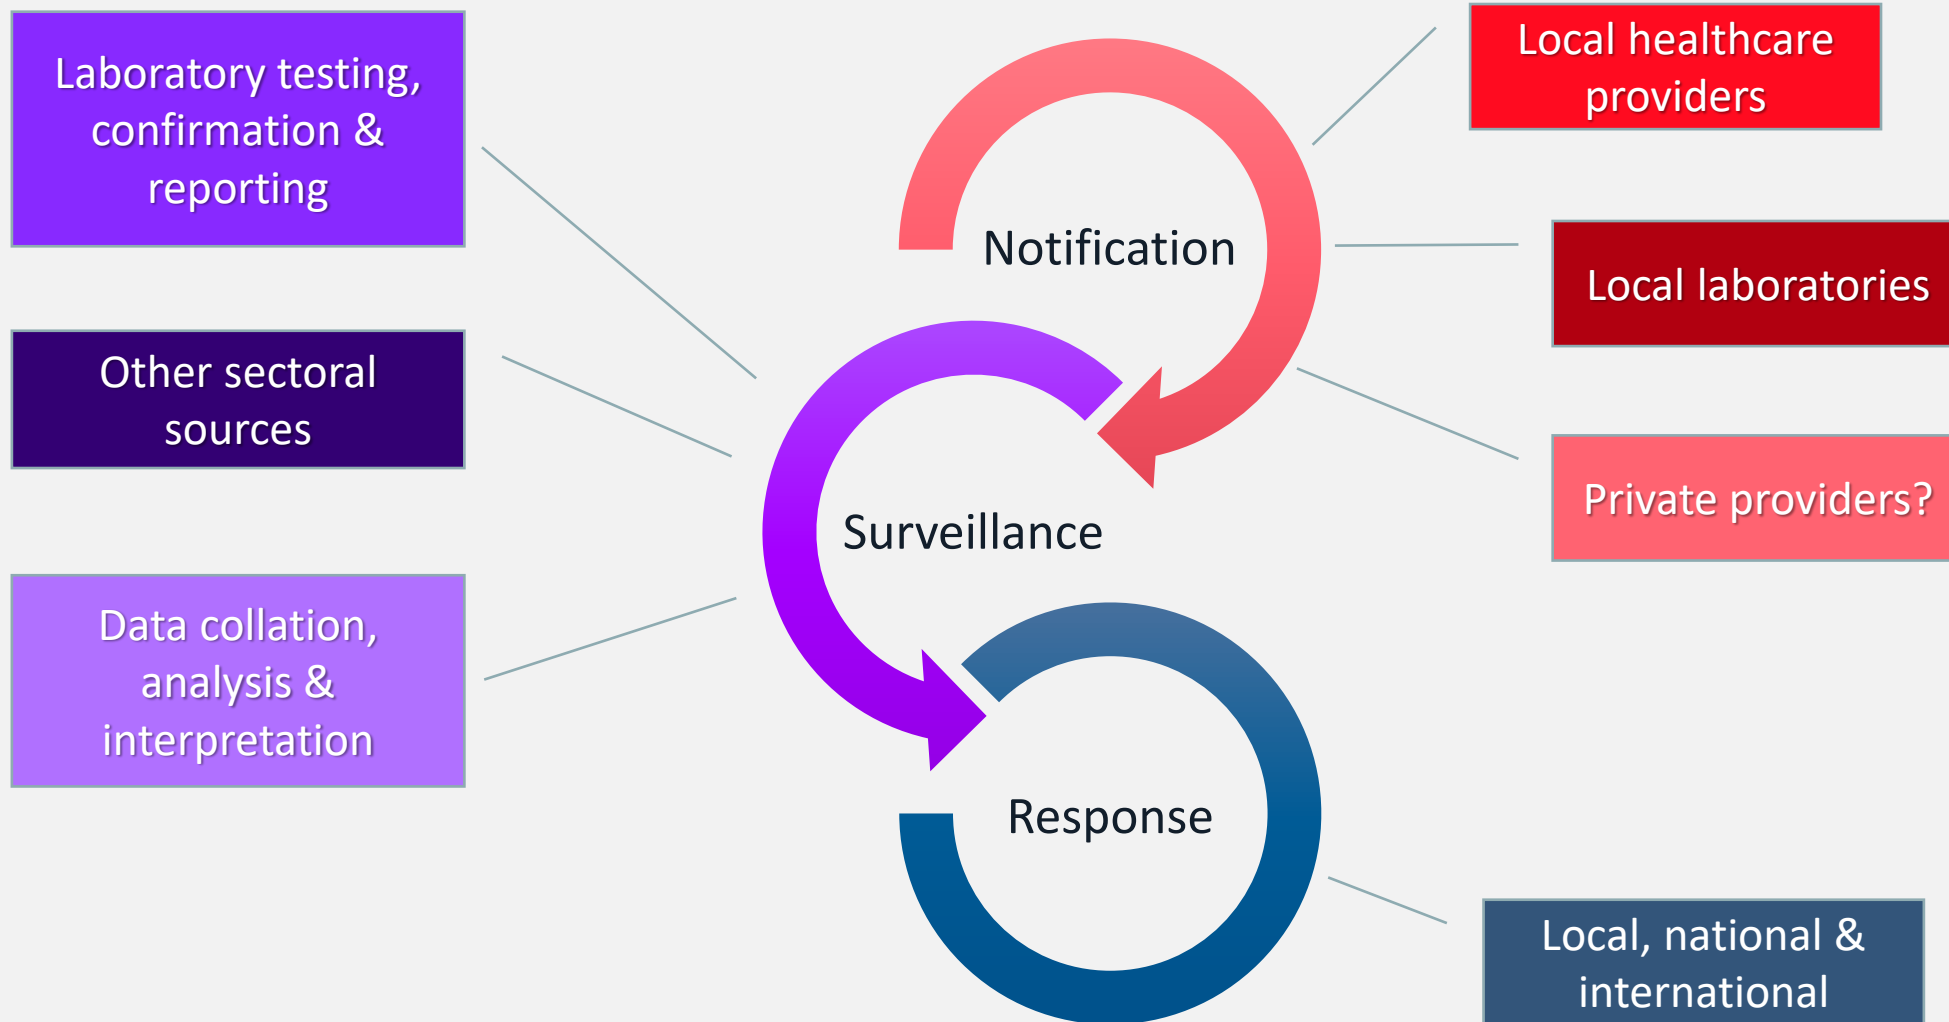 Laboratory testing,
confirmation &
reporting
Other sectoral
sources
Data collation,
analysis &
interpretation
Notification
Surveillance
Response
Local healthcare
providers
Local laboratories
Private providers?
Local, national &
international